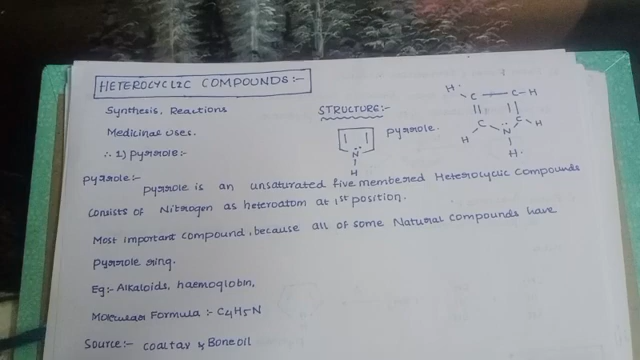 HETEROCYCLIC COMPOUNDS:-
Synthesis, Reactions
Medicinal uses.
∴ 1) Pyrrole:-
STRUCTURE:-
N
H
pyrrole.
H C C-H
H C N C H
H
Pyrrole:-
pyrrole is an unsaturated five membered Heterocyclic Compounds
consists of Nitrogen as heteroatom at 1st position.
Most important compound, because all of some Natural compounds have
pyrrole ring.
Eg:- Alkaloids, haemoglobin,
Molecular Formula :- C4H5N
Source:- coaltar & Bone oil